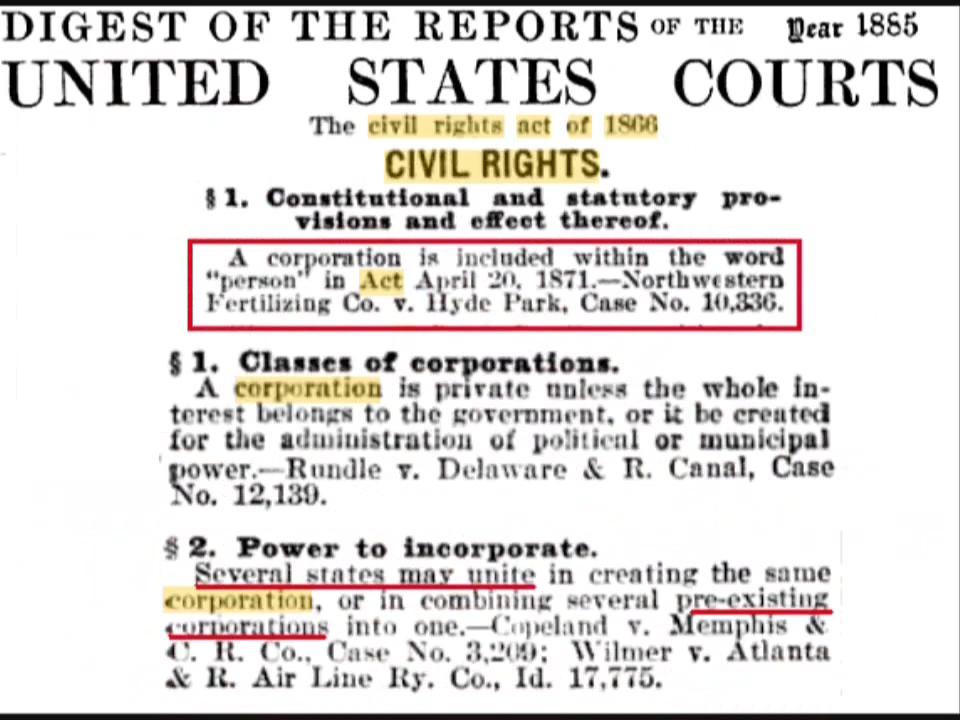 DIGEST OF THE REPORTS OF THE Year 1885
UNITED STATES COURTS
The civil rights act of 1866
CIVIL RIGHTS.
§ 1. Constitutional and statutory pro-
visions and effect thereof.
A corporation is included within the word
"person" in Act April 20, 1871.—Northwestern
Fertilizing Co. v. Hyde Park, Case No. 10,336.
§ 1. Classes of corporations.
A corporation is private unless the whole in-
terest belongs to the government, or it be created
for the administration of political or municipal
power.—Rundle v. Delaware & R. Canal, Case
No. 12,139.
§ 2. Power to incorporate.
Several states may unite in creating the same
corporation, or in combining several pre-existing
corporations into one.—Copeland v. Memphis &
C. R. Co., Case No. 3,209; Wilmer v. Atlanta
& R. Air Line Ry. Co., Id. 17,775.